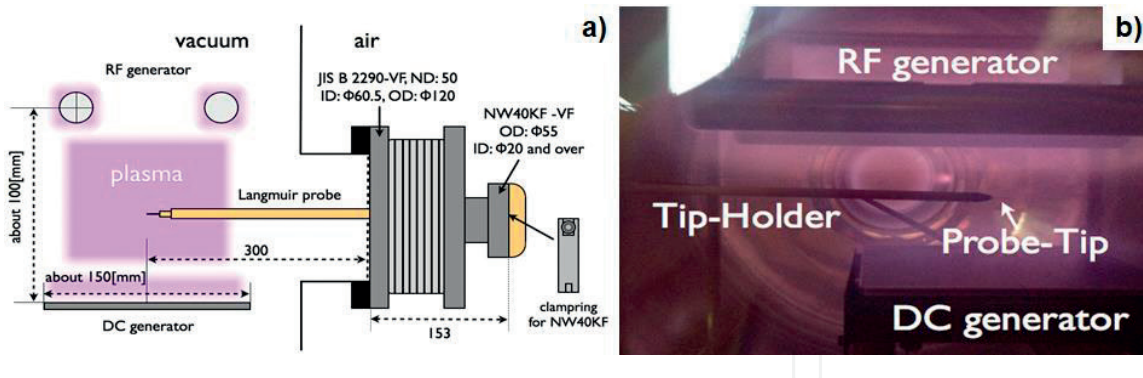 vacuum
air
a)
RF generator
JIS B 2290-VF, ND: 50
ID: Φ60.5, OD: Φ120
NW40KF -VF
OD: Φ55
ID: Φ20 and over
plasma
Langmuir probe
about 100[mm]
300
about 150[mm]
DC generator
153
clampring
for NW40KF
b)
RF generator
Tip-Holder
Probe-Tip
DC generator